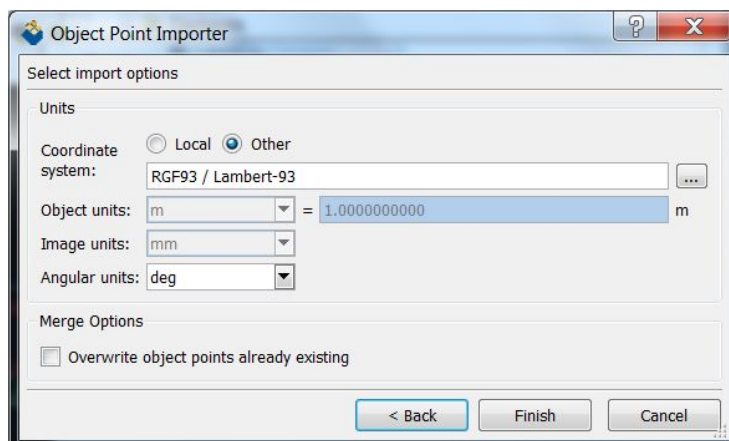 Object Point Importer
Select import options
Units
Coordinate system:
Local Other
RGF93 / Lambert-93
...
Object units: m = 1.0000000000 m
Image units: mm
Angular units: deg
Merge Options
Overwrite object points already existing
< Back Finish Cancel